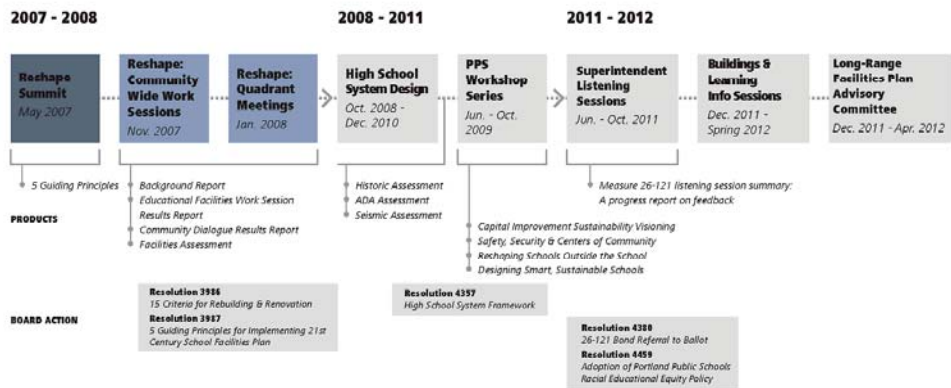 2007 - 2008
2008 - 2011
2011 - 2012
Reshape
Summit
May 2007
Reshape:
Community
Wide Work
Sessions
Nov. 2007
Reshape:
Quadrant
Meetings
Jan. 2008
High School
System Design
Oct. 2008 -
Dec. 2010
PPS
Workshop
Series
Jun. - Oct.
2009
Superintendent
Listening
Sessions
Jun. - Oct. 2011
Buildings &
Learning
Info Sessions
Dec. 2011 -
Spring 2012
Long-Range
Facilities Plan
Advisory
Committee
Dec. 2011 - Apr. 2012
PRODUCTS
5 Guiding Principles
Background Report
Educational Facilities Work Session
Results Report
Community Dialogue Results Report
Facilities Assessment
Historic Assessment
ADA Assessment
Seismic Assessment
Capital Improvement Sustainability Visioning
Safety, Security & Centers of Community
Reshaping Schools Outside the School
Designing Smart, Sustainable Schools
Measure 26-121 listening session summary:
A progress report on feedback
BOARD ACTION
Resolution 3986
15 Criteria for Rebuilding & Renovation
Resolution 3987
5 Guiding Principles for Implementing 21st
Century School Facilities Plan
Resolution 4357
High School System Framework
Resolution 4380
26-121 Bond Referral to Ballot
Resolution 4459
Adoption of Portland Public Schools
Racial Educational Equity Policy